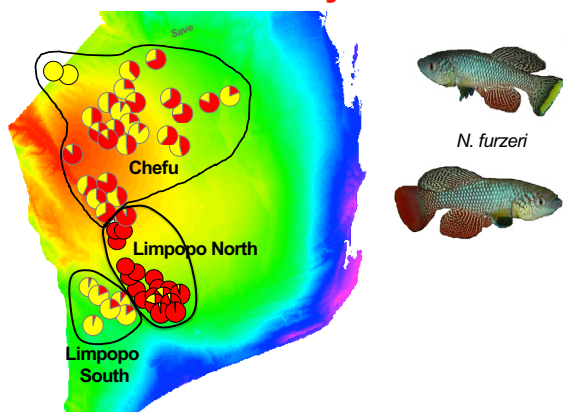 Save
N. furzeri
Chefu
Limpopo North
Limpopo
South